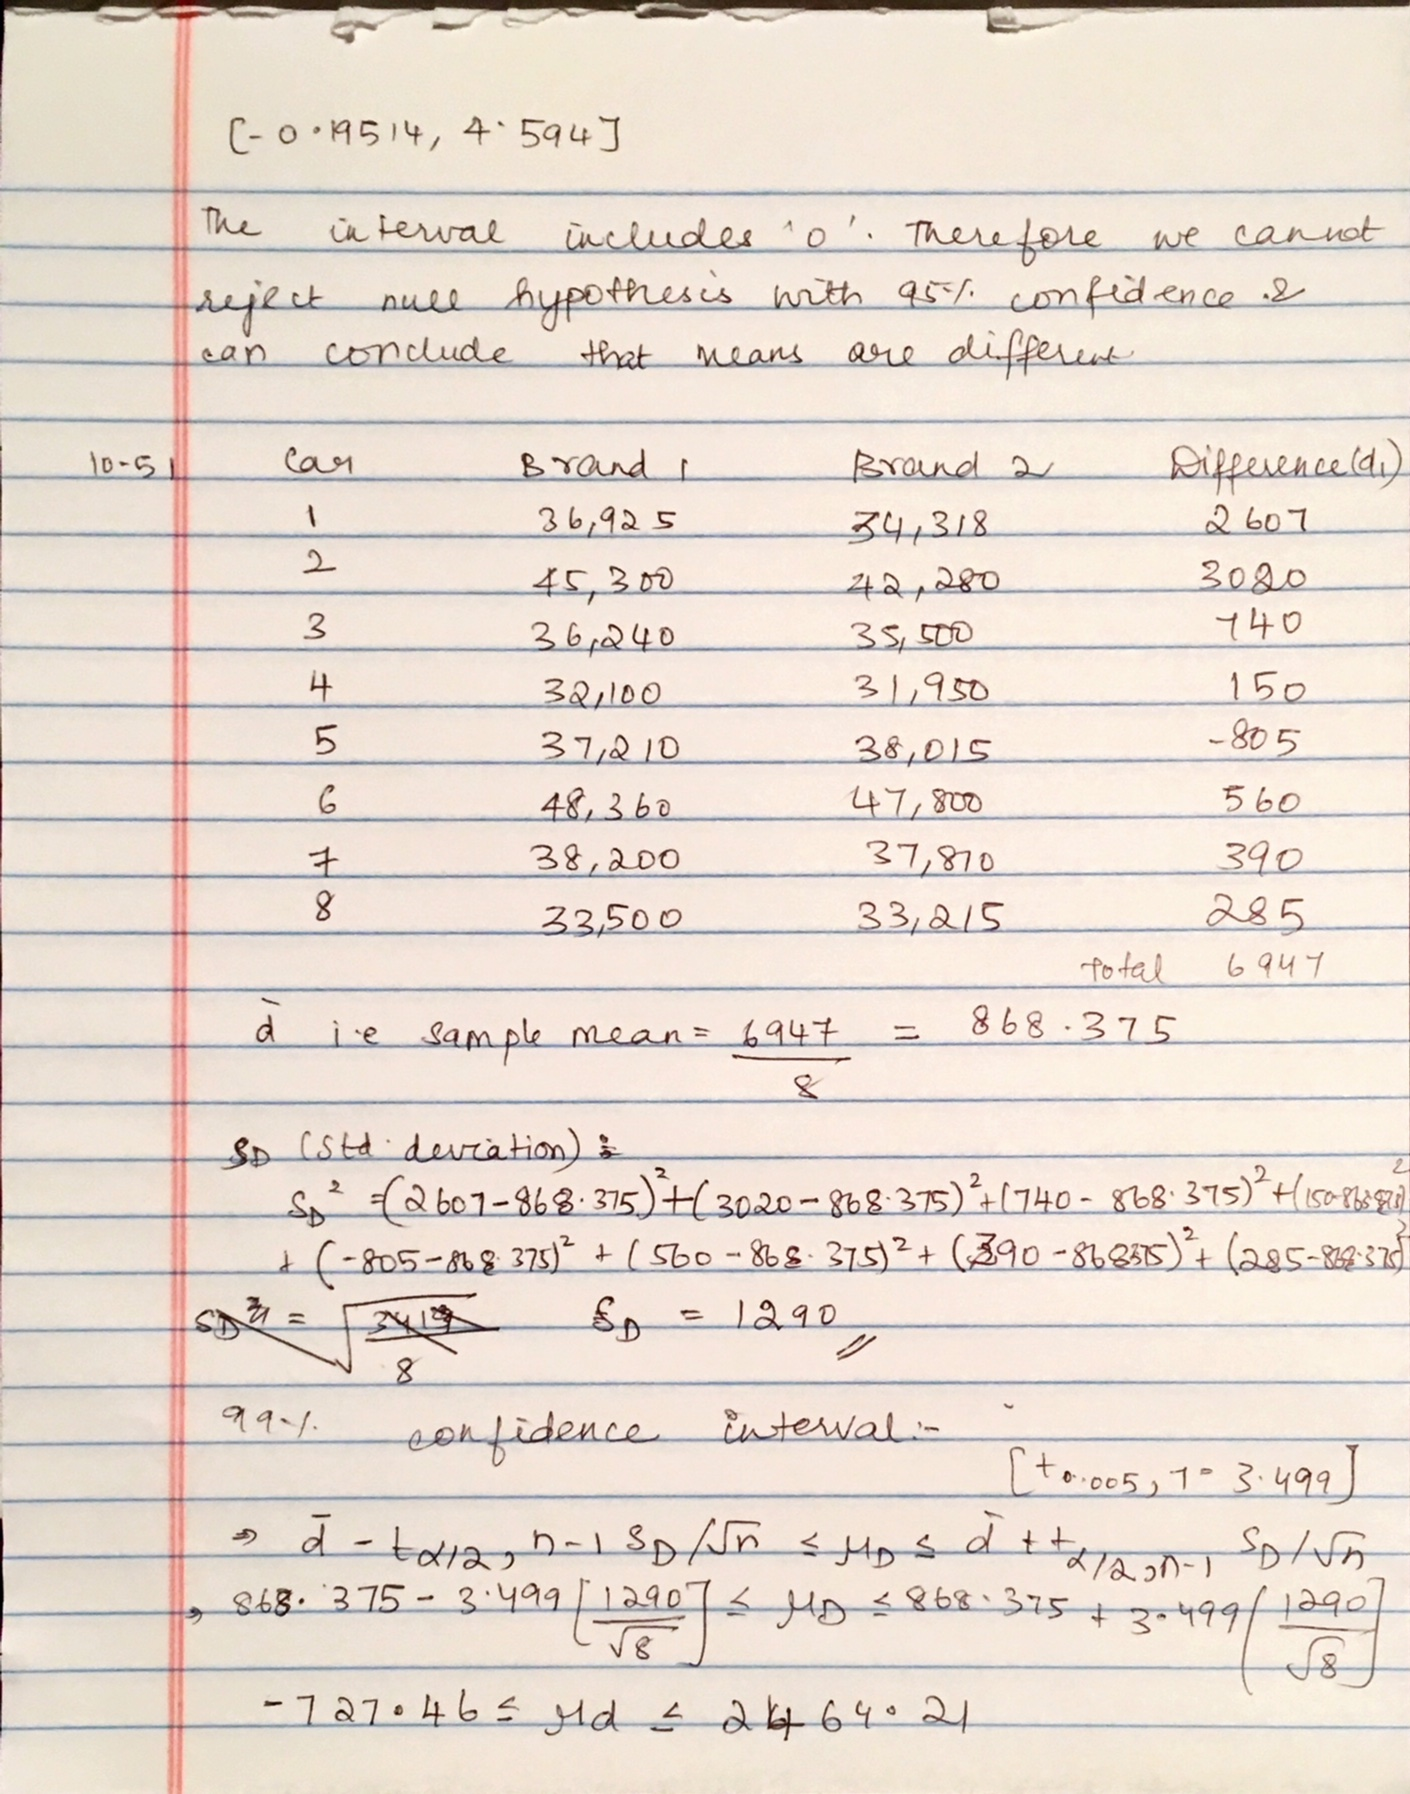 [-0.19514, 4.594]
The interval includes '0'. Therefore we cannot
reject null hypothesis with 95% confidence &
can conclude that means are different.
10-51 Car Brand 1 Brand 2 Difference(di)
1 36,925 34,318 2607
2 45,300 42,280 3020
3 36,240 35,500 740
4 32,100 31,950 150
5 37,210 38,015 -805
6 48,360 47,800 560
7 38,200 37,810 390
8 33,500 33,215 285
Total 6947
d̄ i.e sample mean = 6947/8 = 868.375
SD (Std. deviation) :
SD² = (2607-868.375)²+(3020-868.375)²+(740-868.375)²+(150-868.375)²
+ (-805-868.375)² + (560-868.375)² + (390-868375)² + (285-868.375)²
SD = 1290
99% confidence interval:-
[t0.005,7= 3.499]
⇒ d̄ - tα/2, n-1 SD/√n ≤ μD ≤ d̄ + tα/2, n-1 SD/√n
⇒ 868.375 - 3.499 [1290/√8] ≤ μD ≤ 868.375 + 3.499 [1290/√8]
-727.46 ≤ μd ≤ 2464.21